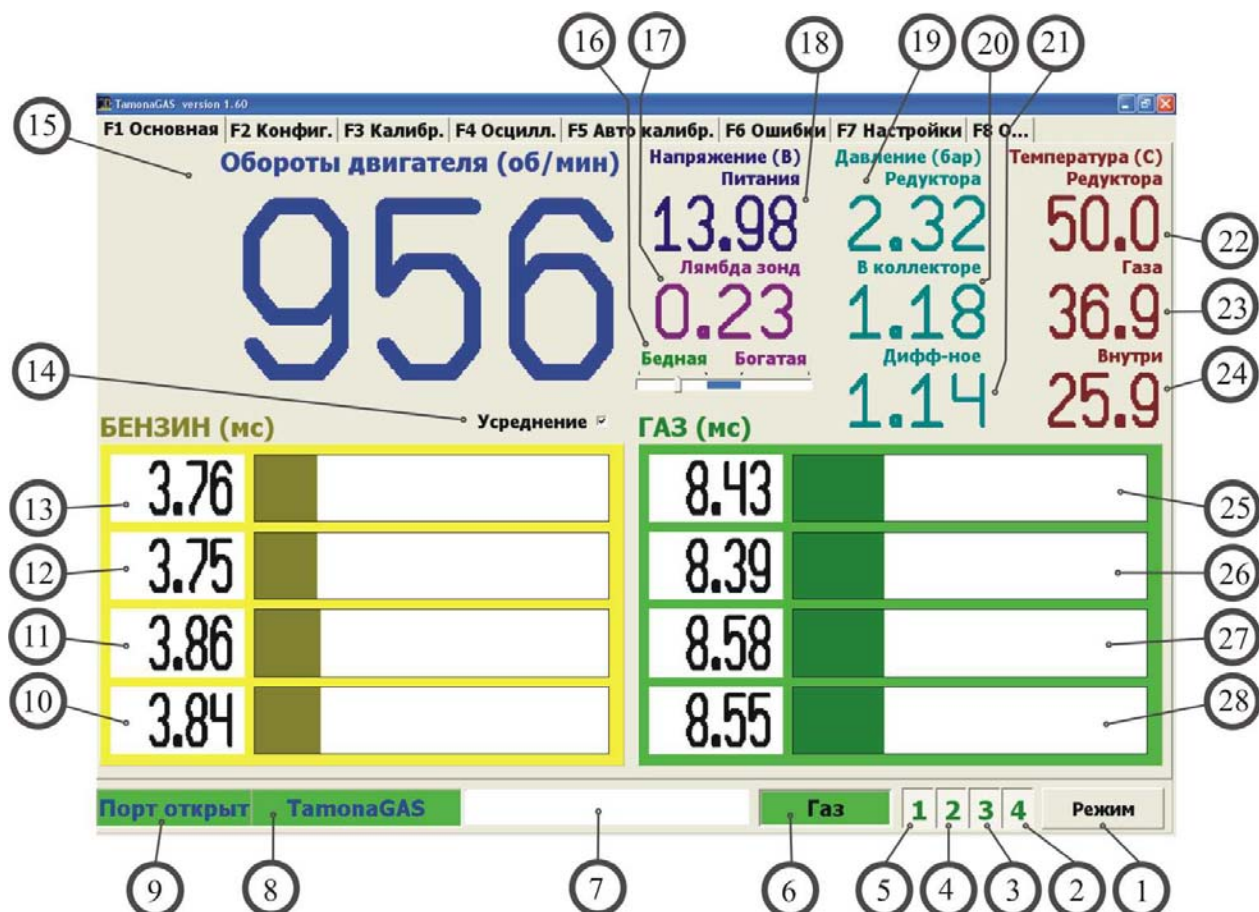 16 17 18 19 20 21
15
TamonaGAS version 1.60
F1 Основная F2 Конфиг. F3 Калибр. F4 Осцилл. F5 Авто калибр. F6 Ошибки F7 Настройки F8 О...
Обороты двигателя (об/мин)
956
Напряжение (В)
Питания
13.98
Лямбда зонд
0.23
Бедная Богатая
Давление (бар)
Редуктора
2.32
В коллекторе
1.18
Дифф-ное
1.14
Температура (С)
Редуктора
50.0
Газа
36.9
Внутри
25.9
22
23
24
14
Усреднение
БЕНЗИН (мс)
ГАЗ (мс)
13 3.76 8.43 25
12 3.75 8.39 26
11 3.86 8.58 27
10 3.84 8.55 28
Порт открыт TamonaGAS Газ 1 2 3 4 Режим
9 8 7 6 5 4 3 2 1